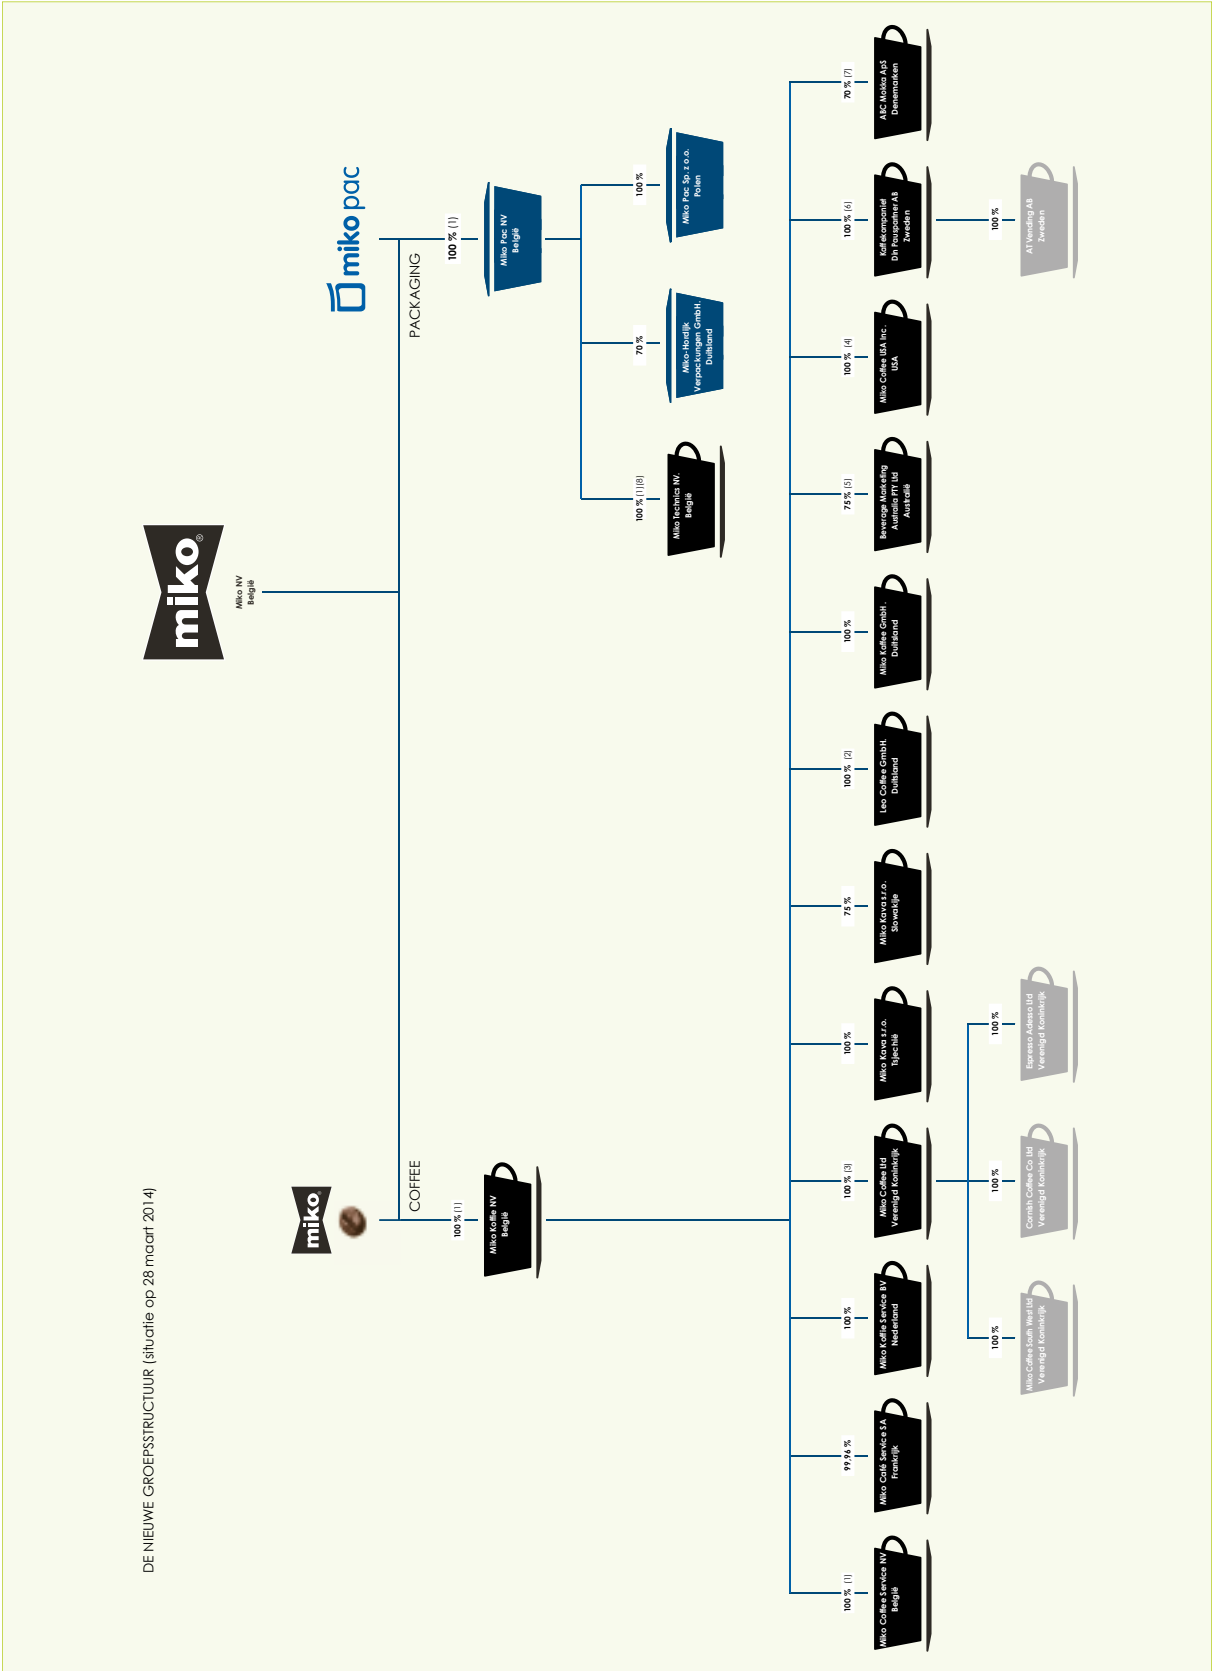 DE NIEUWE GROEPSSTRUCTUUR (situatie op 28 maart 2014)
miko®
Miko NV
België
miko
COFFEE
miko pac
PACKAGING
100 % (1)
Miko Koffie NV
België
100 % (1)
Miko Pac NV
België
100 % (1)(8)
Miko Technics NV.
België
70 %
Miko-Hordijk
Verpackungen GmbH.
Duitsland
100 %
Miko Pac Sp. z o.o.
Polen
100 % (1)
Miko Coffee Service NV
België
99,96 %
Miko Café Service SA
Frankrijk
100 %
Miko Koffie Service BV
Nederland
100 % (3)
Miko Coffee Ltd
Verenigd Koninkrijk
100 %
Miko Kava s.r.o.
Tsjechië
75 %
Miko Kava s.r.o.
Slowakije
100 % (2)
Leo Coffee GmbH.
Duitsland
100 %
Miko Kaffee GmbH.
Duitsland
75 % (5)
Beverage Marketing
Australia PTY Ltd
Australië
100 % (4)
Miko Coffee USA Inc.
USA
100 % (6)
Kaffekompaniet
Din Pauspartner AB
Zweden
70 % (7)
ABC Mokka ApS
Denemarken
100 %
Miko Coffee South West Ltd
Verenigd Koninkrijk
100 %
Cornish Coffee Co Ltd
Verenigd Koninkrijk
100 %
Espresso Adesso Ltd
Verenigd Koninkrijk
100 %
AT Vending AB
Zweden